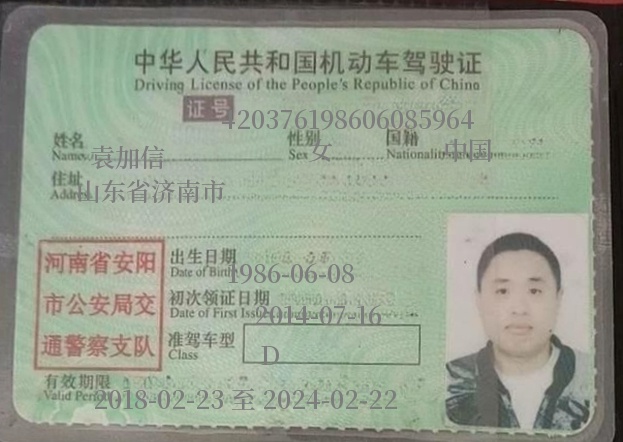 中华人民共和国机动车驾驶证
Driving License of the People's Republic of China
证号 420376198606085964
姓名 袁加信 性别 女 国籍 中国
Name Sex Nationality
住址 山东省济南市
Address
河南省安阳
市公安局交
通警察支队
出生日期 1986-06-08
Date of Birth
初次领证日期 2014-07-16
Date of First Issue
准驾车型 D
Class
有效期限 2018-02-23 至 2024-02-22
Valid Period